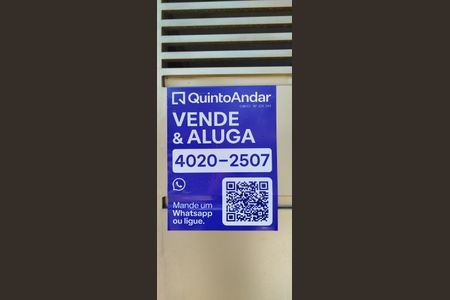 QuintoAndar
VENDE
& ALUGA
4020-2507
Mande um
Whatsapp
ou ligue.